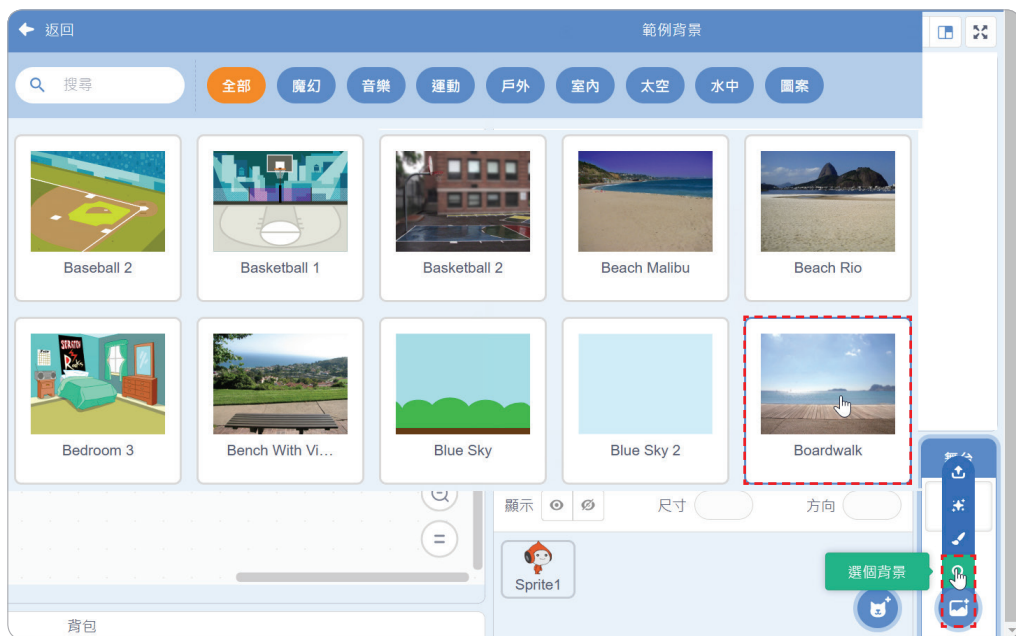 返回
範例背景
搜尋
全部 魔幻 音樂 運動 戶外 室內 太空 水中 圖案
Baseball 2 Basketball 1 Basketball 2 Beach Malibu Beach Rio
Bedroom 3 Bench With Vi... Blue Sky Blue Sky 2 Boardwalk
顯示 尺寸 方向
Sprite1
選個背景
背包